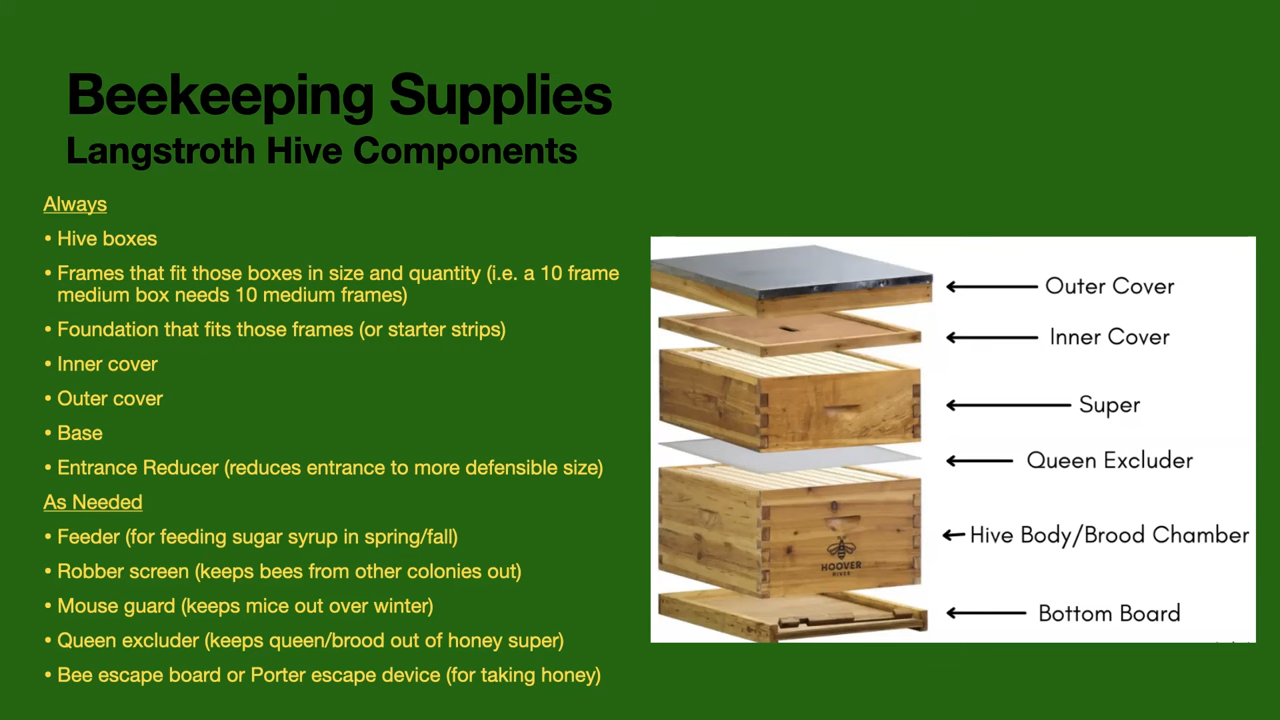 Beekeeping Supplies
Langstroth Hive Components
Always
• Hive boxes
• Frames that fit those boxes in size and quantity (i.e. a 10 frame
medium box needs 10 medium frames)
• Foundation that fits those frames (or starter strips)
• Inner cover
• Outer cover
• Base
• Entrance Reducer (reduces entrance to more defensible size)
As Needed
• Feeder (for feeding sugar syrup in spring/fall)
• Robber screen (keeps bees from other colonies out)
• Mouse guard (keeps mice out over winter)
• Queen excluder (keeps queen/brood out of honey super)
• Bee escape board or Porter escape device (for taking honey)
Outer Cover
Inner Cover
Super
Queen Excluder
Hive Body/Brood Chamber
HOOVER
HIVES
Bottom Board